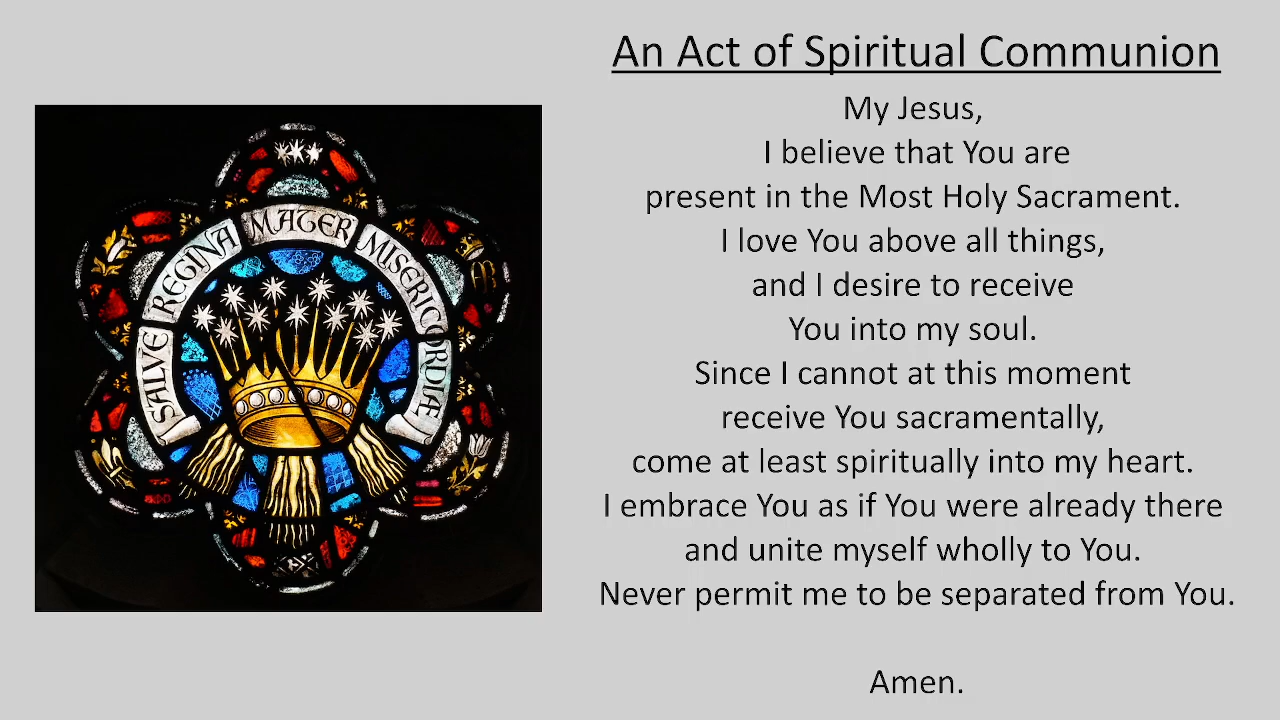 An Act of Spiritual Communion
My Jesus,
I believe that You are
present in the Most Holy Sacrament.
I love You above all things,
and I desire to receive
You into my soul.
Since I cannot at this moment
receive You sacramentally,
come at least spiritually into my heart.
I embrace You as if You were already there
and unite myself wholly to You.
Never permit me to be separated from You.
Amen.
SALVE REGINA MATER MISERICORDIÆ